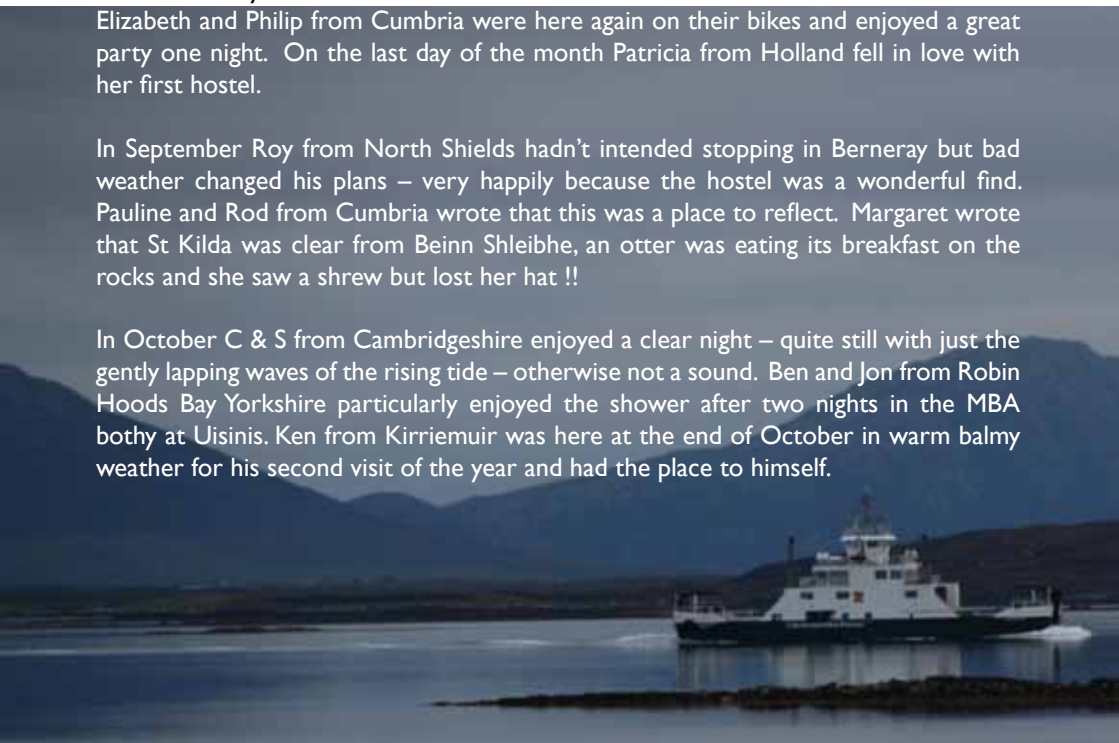 Elizabeth and Philip from Cumbria were here again on their bikes and enjoyed a great
party one night. On the last day of the month Patricia from Holland fell in love with
her first hostel.
In September Roy from North Shields hadn’t intended stopping in Berneray but bad
weather changed his plans – very happily because the hostel was a wonderful find.
Pauline and Rod from Cumbria wrote that this was a place to reflect. Margaret wrote
that St Kilda was clear from Beinn Shleibhe, an otter was eating its breakfast on the
rocks and she saw a shrew but lost her hat !!
In October C & S from Cambridgeshire enjoyed a clear night – quite still with just the
gently lapping waves of the rising tide – otherwise not a sound. Ben and Jon from Robin
Hoods Bay Yorkshire particularly enjoyed the shower after two nights in the MBA
bothy at Uisinis. Ken from Kirriemuir was here at the end of October in warm balmy
weather for his second visit of the year and had the place to himself.